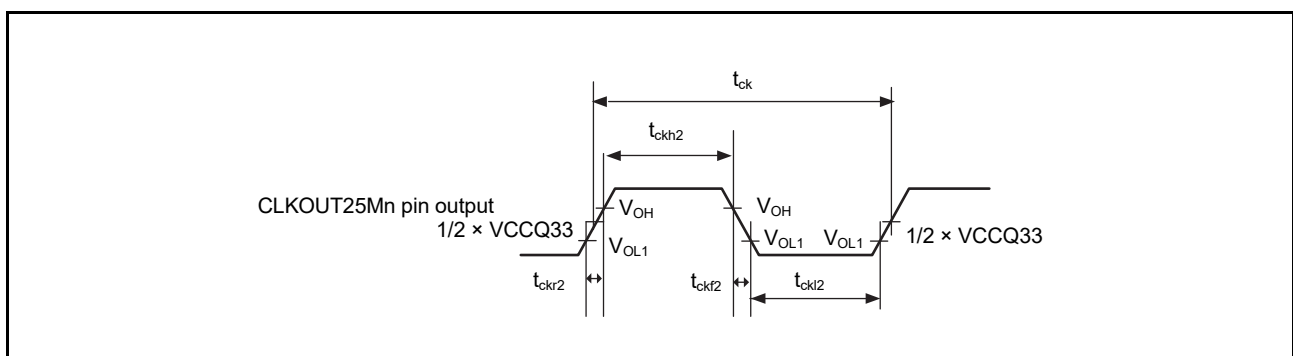 tck
tckh2
CLKOUT25Mn pin output
VOH
VOH
1/2 × VCCQ33
VOL1
VOL1
VOL1
1/2 × VCCQ33
tckr2
tckf2
tckl2